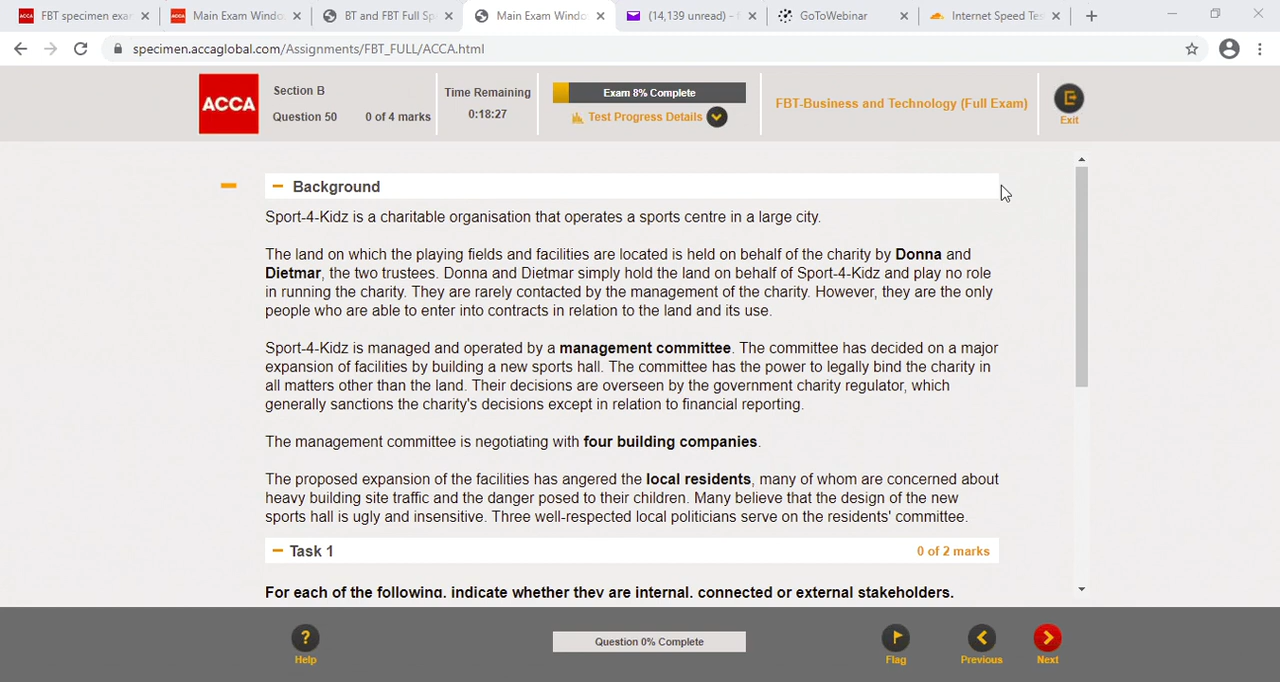 FBT specimen exar
Main Exam Windo
BT and FBT Full Sp
Main Exam Windo
(14,139 unread) - f
GoToWebinar
Internet Speed Tes
specimen.accaglobal.com/Assignments/FBT_FULL/ACCA.html
ACCA
Section B
Question 50
0 of 4 marks
Time Remaining
0:18:27
Exam 8% Complete
Test Progress Details
FBT-Business and Technology (Full Exam)
Exit
Background
Sport-4-Kidz is a charitable organisation that operates a sports centre in a large city.
The land on which the playing fields and facilities are located is held on behalf of the charity by Donna and
Dietmar, the two trustees. Donna and Dietmar simply hold the land on behalf of Sport-4-Kidz and play no role
in running the charity. They are rarely contacted by the management of the charity. However, they are the only
people who are able to enter into contracts in relation to the land and its use.
Sport-4-Kidz is managed and operated by a management committee. The committee has decided on a major
expansion of facilities by building a new sports hall. The committee has the power to legally bind the charity in
all matters other than the land. Their decisions are overseen by the government charity regulator, which
generally sanctions the charity's decisions except in relation to financial reporting.
The management committee is negotiating with four building companies.
The proposed expansion of the facilities has angered the local residents, many of whom are concerned about
heavy building site traffic and the danger posed to their children. Many believe that the design of the new
sports hall is ugly and insensitive. Three well-respected local politicians serve on the residents' committee.
Task 1
0 of 2 marks
For each of the following, indicate whether they are internal, connected or external stakeholders.
?
Help
Question 0% Complete
Flag
Previous
Next